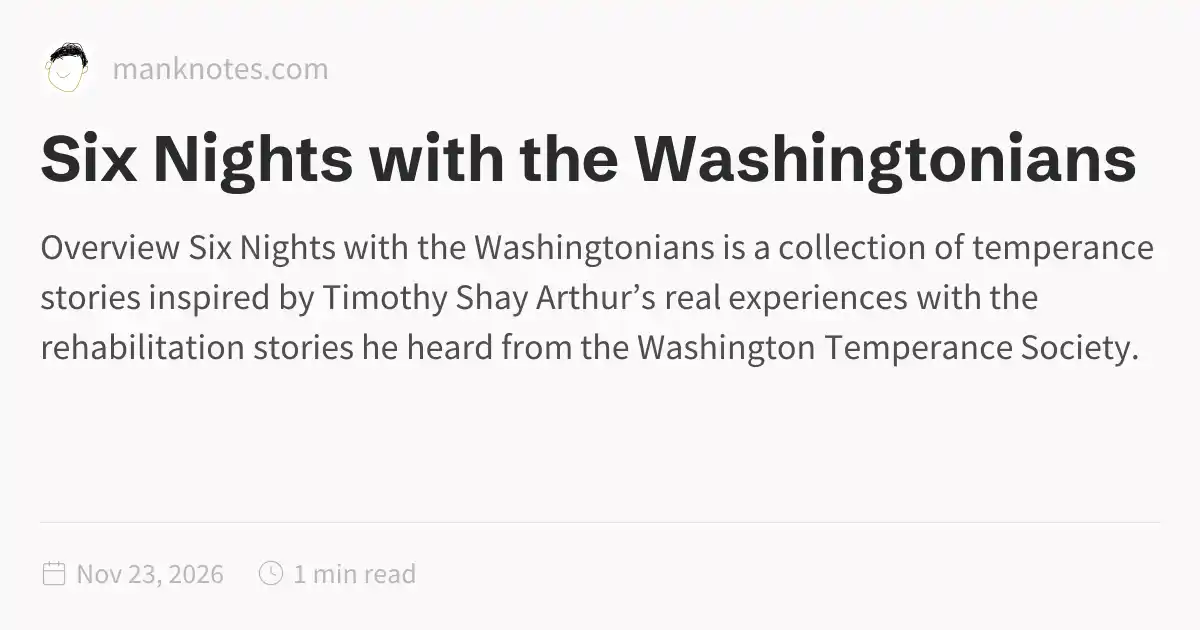 manknotes.com
Six Nights with the Washingtonians
Overview Six Nights with the Washingtonians is a collection of temperance
stories inspired by Timothy Shay Arthur’s real experiences with the
rehabilitation stories he heard from the Washington Temperance Society.
Nov 23, 2026 1 min read